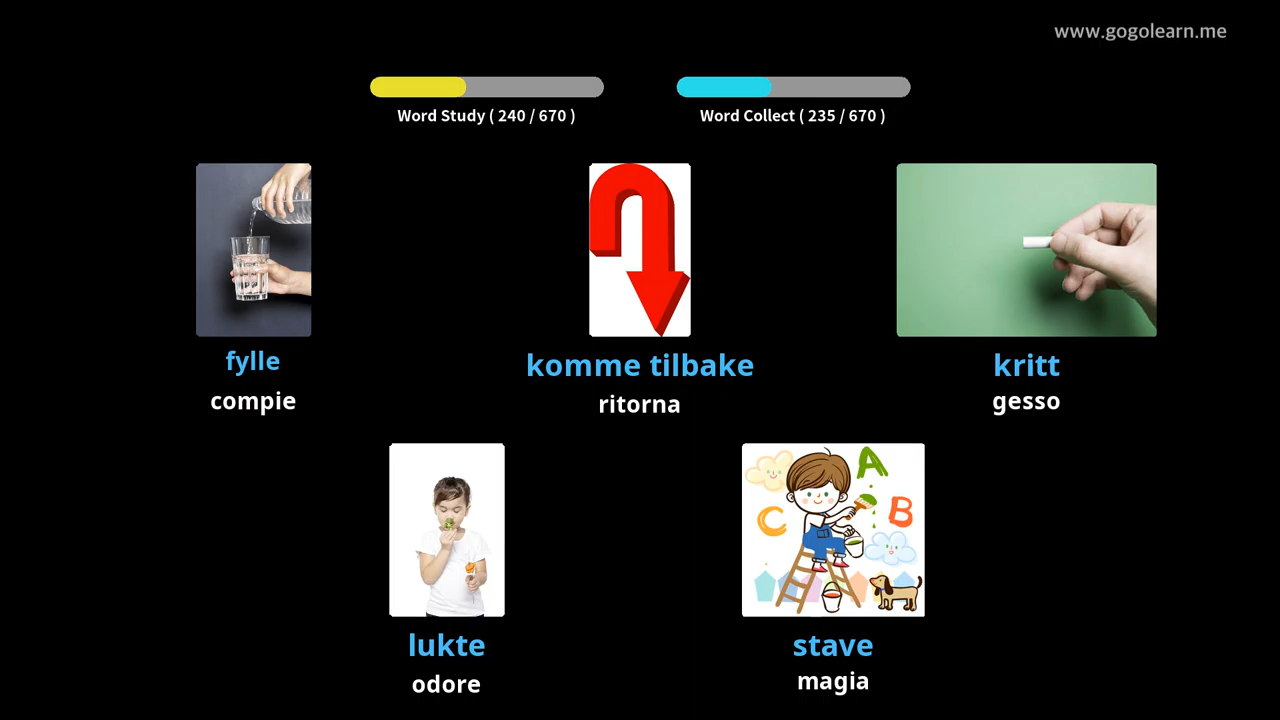 www.gogolearn.me
Word Study ( 240 / 670 )
Word Collect ( 235 / 670 )
fylle
compie
komme tilbake
ritorna
kritt
gesso
A
B
C
lukte
odore
stave
magia